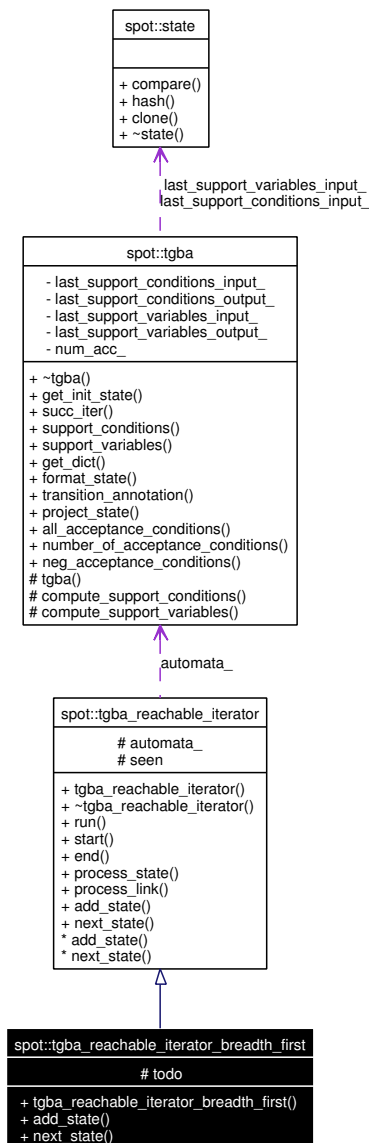 spot::state
+ compare()
+ hash()
+ clone()
+ ~state()
last_support_variables_input_
last_support_conditions_input_
spot::tgba
- last_support_conditions_input_
- last_support_conditions_output_
- last_support_variables_input_
- last_support_variables_output_
- num_acc_
+ ~tgba()
+ get_init_state()
+ succ_iter()
+ support_conditions()
+ support_variables()
+ get_dict()
+ format_state()
+ transition_annotation()
+ project_state()
+ all_acceptance_conditions()
+ number_of_acceptance_conditions()
+ neg_acceptance_conditions()
# tgba()
# compute_support_conditions()
# compute_support_variables()
automata_
spot::tgba_reachable_iterator
# automata_
# seen
+ tgba_reachable_iterator()
+ ~tgba_reachable_iterator()
+ run()
+ start()
+ end()
+ process_state()
+ process_link()
+ add_state()
+ next_state()
* add_state()
* next_state()
spot::tgba_reachable_iterator_breadth_first
# todo
+ tgba_reachable_iterator_breadth_first()
+ add_state()
+ next_state()